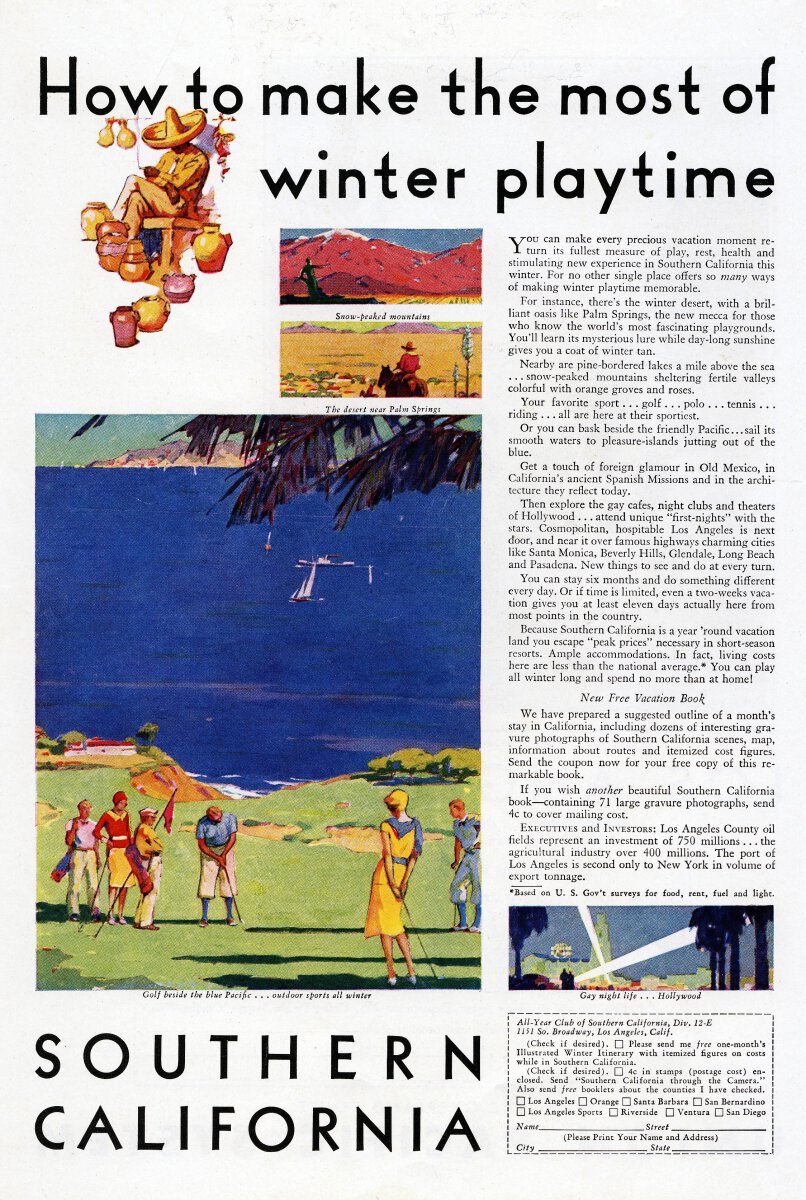 How to make the most of
winter playtime
Snow-peaked mountains
The desert near Palm Springs
YOU can make every precious vacation moment re-
turn its fullest measure of play, rest, health and
stimulating new experience in Southern California this
winter. For no other single place offers so many ways
of making winter playtime memorable.
For instance, there's the winter desert, with a bril-
liant oasis like Palm Springs, the new mecca for those
who know the world's most fascinating playgrounds.
You'll learn its mysterious lure while day-long sunshine
gives you a coat of winter tan.
Nearby are pine-bordered lakes a mile above the sea
. . . snow-peaked mountains sheltering fertile valleys
colorful with orange groves and roses.
Your favorite sport . . . golf . . . polo . . . tennis . . .
riding . . . all are here at their sportiest.
Or you can bask beside the friendly Pacific...sail its
smooth waters to pleasure-islands jutting out of the
blue.
Get a touch of foreign glamour in Old Mexico, in
California's ancient Spanish Missions and in the archi-
tecture they reflect today.
Then explore the gay cafes, night clubs and theaters
of Hollywood . . . attend unique "first-nights" with the
stars. Cosmopolitan, hospitable Los Angeles is next
door, and near it over famous highways charming cities
like Santa Monica, Beverly Hills, Glendale, Long Beach
and Pasadena. New things to see and do at every turn.
You can stay six months and do something different
every day. Or if time is limited, even a two-weeks vaca-
tion gives you at least eleven days actually here from
most points in the country.
Because Southern California is a year 'round vacation
land you escape "peak prices" necessary in short-season
resorts. Ample accommodations. In fact, living costs
here are less than the national average.* You can play
all winter long and spend no more than at home!
New Free Vacation Book
We have prepared a suggested outline of a month's
stay in California, including dozens of interesting gra-
vure photographs of Southern California scenes, map,
information about routes and itemized cost figures.
Send the coupon now for your free copy of this re-
markable book.
If you wish another beautiful Southern California
book—containing 71 large gravure photographs, send
4c to cover mailing cost.
EXECUTIVES and INVESTORS: Los Angeles County oil
fields represent an investment of 750 millions . . . the
agricultural industry over 400 millions. The port of
Los Angeles is second only to New York in volume of
export tonnage.
*Based on U. S. Gov't surveys for food, rent, fuel and light.
Golf beside the blue Pacific . . . outdoor sports all winter
Gay night life . . . Hollywood
SOUTHERN
CALIFORNIA
All-Year Club of Southern California, Div. 12-E
1151 So. Broadway, Los Angeles, Calif.
(Check if desired). ☐ Please send me free one-month's
Illustrated Winter Itinerary with itemized figures on costs
while in Southern California.
(Check if desired). ☐ 4c in stamps (postage cost) en-
closed. Send "Southern California through the Camera."
Also send free booklets about the counties I have checked.
☐ Los Angeles ☐ Orange ☐ Santa Barbara ☐ San Bernardino
☐ Los Angeles Sports ☐ Riverside ☐ Ventura ☐ San Diego
Name____ Street____
(Please Print Your Name and Address)
City____ State____